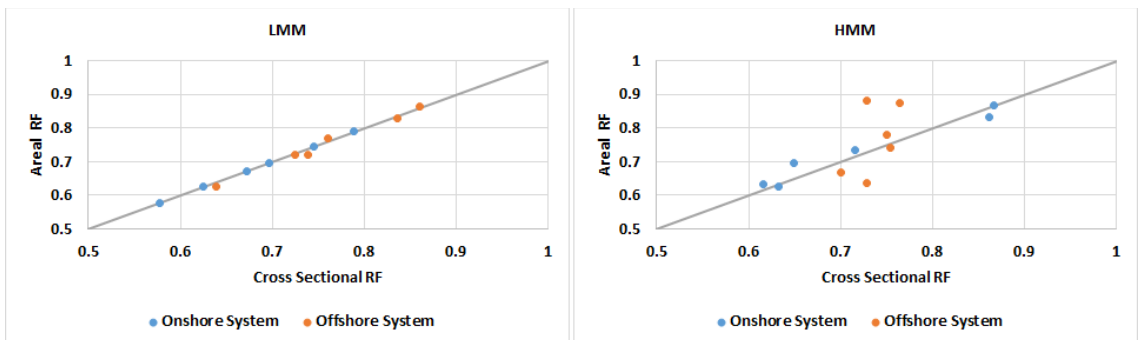 LMM
Areal RF
1
0.9
0.8
0.7
0.6
0.5
0.5 0.6 0.7 0.8 0.9 1
Cross Sectional RF
Onshore System Offshore System
HMM
Areal RF
1
0.9
0.8
0.7
0.6
0.5
0.5 0.6 0.7 0.8 0.9 1
Cross Sectional RF
Onshore System Offshore System